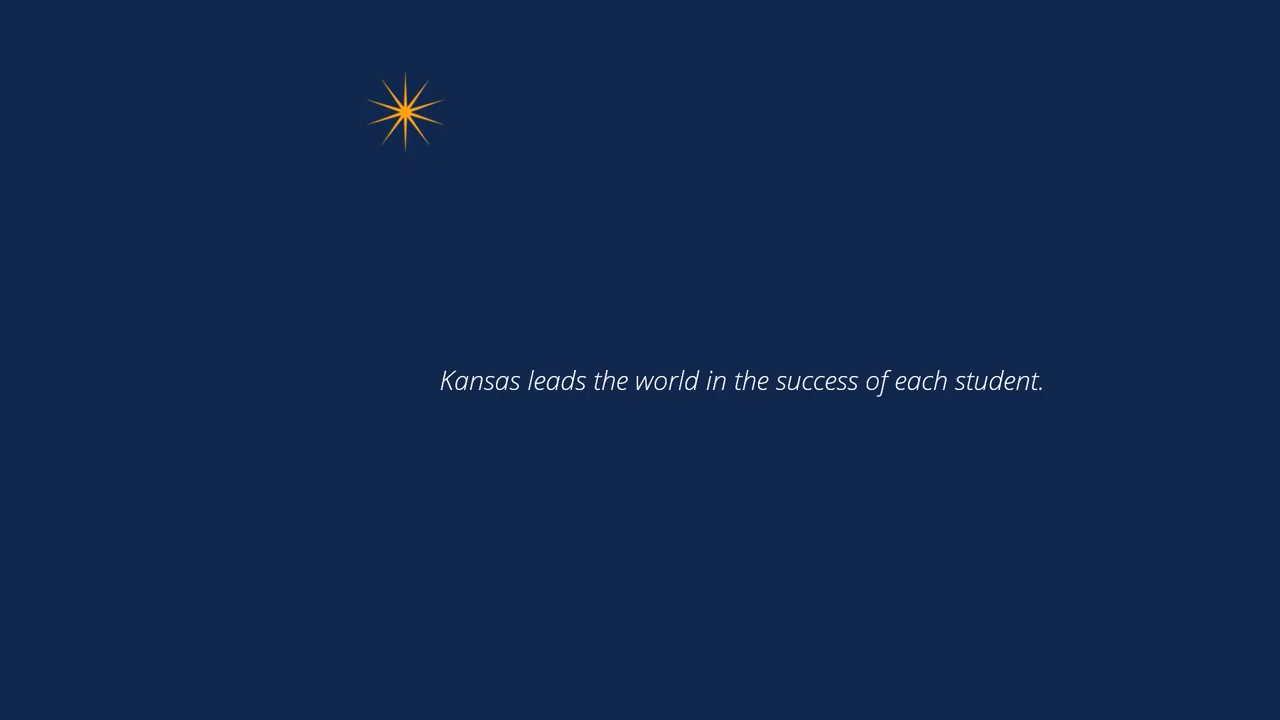 Kansas leads the world in the success of each student.